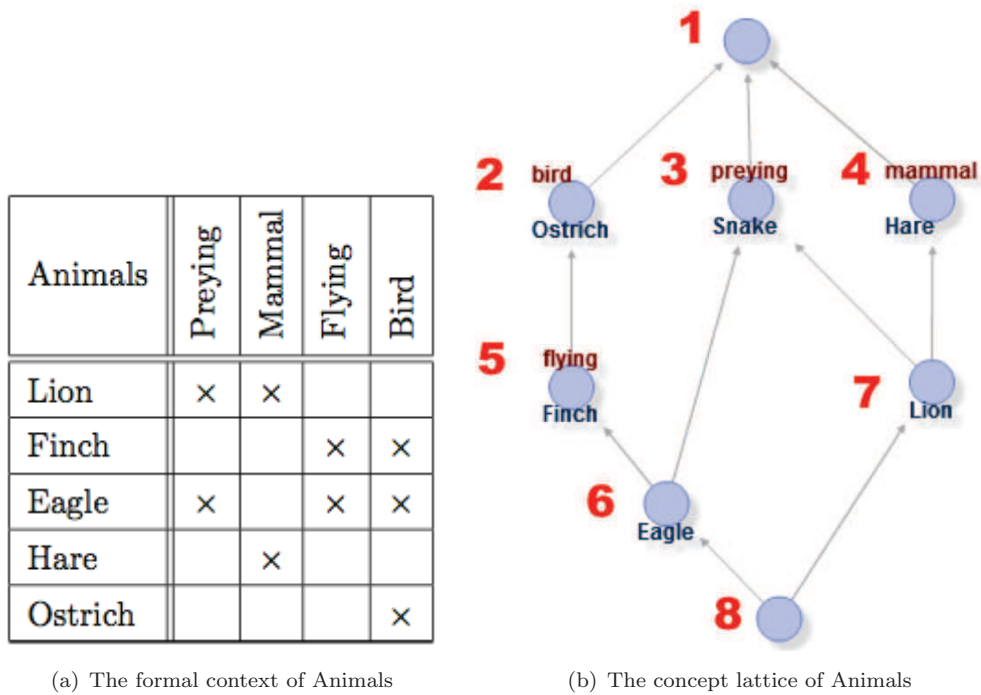 Animals Preying Mammal Flying Bird
Lion × ×
Finch × ×
Eagle × × ×
Hare ×
Ostrich ×
(a) The formal context of Animals
1
2 bird 3 preying 4 mammal
Ostrich Snake Hare
5 flying
Finch 7 Lion
6
Eagle
8
(b) The concept lattice of Animals